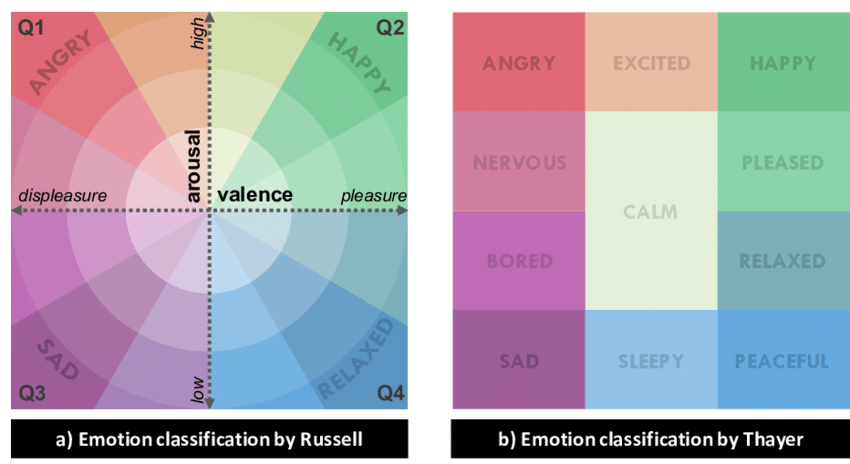 Q1
Q2
high
ANGRY
HAPPY
arousal
displeasure
valence
pleasure
SAD
RELAXED
low
Q3
Q4
a) Emotion classification by Russell
ANGRY EXCITED HAPPY
NERVOUS PLEASED
CALM
BORED RELAXED
SAD SLEEPY PEACEFUL
b) Emotion classification by Thayer